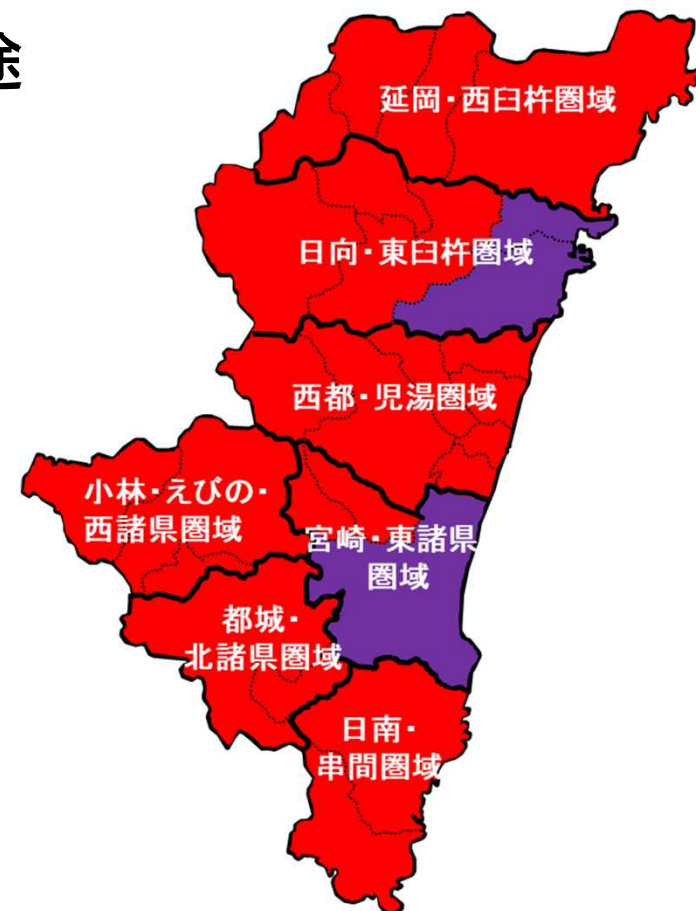 途
延岡・西臼杵圏域
日向・東臼杵圏域
西都・児湯圏域
小林・えびの・
西諸県圏域
宮崎・東諸県
圏域
都城・
北諸県圏域
日南・
串間圏域